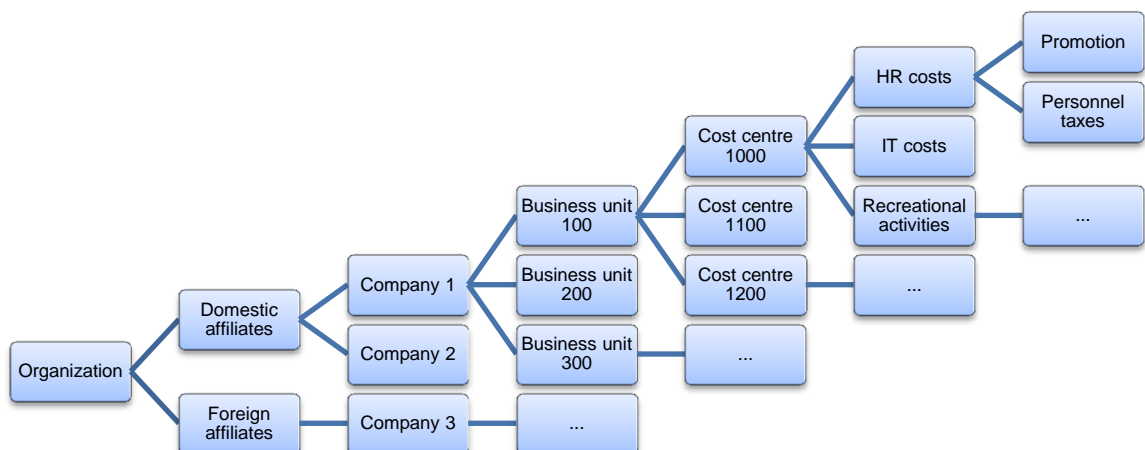 Promotion
HR costs
Personnel
taxes
Cost centre
1000
IT costs
Business unit
100
Cost centre
1100
Recreational
activities
...
Company 1
Business unit
200
Cost centre
1200
...
Domestic
affiliates
Company 2
Business unit
300
...
Organization
Foreign
affiliates
Company 3
...